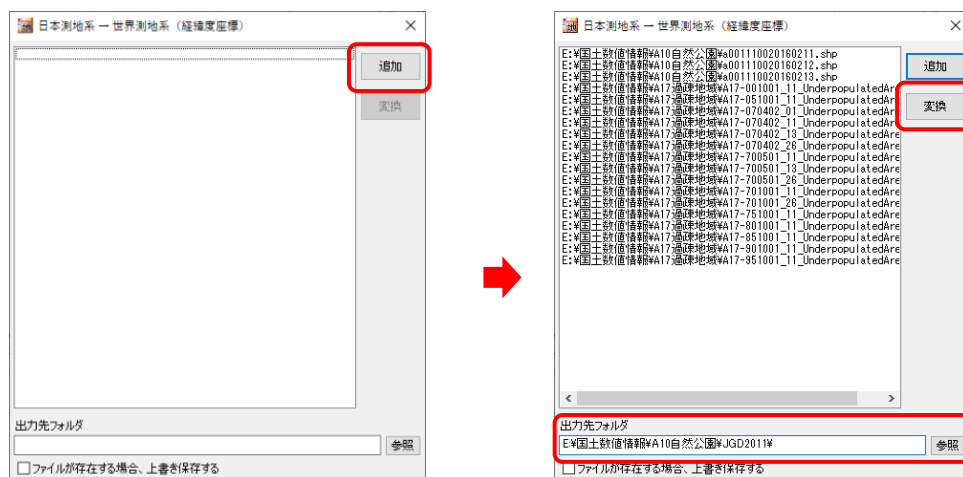 日本測地系 → 世界測地系（経緯度座標）
追加
変換
出力先フォルダ
参照
ファイルが存在する場合、上書き保存する
日本測地系 → 世界測地系（経緯度座標）
E:¥国土数値情報¥A10自然公園¥a001110020160211.shp
E:¥国土数値情報¥A10自然公園¥a001110020160212.shp
E:¥国土数値情報¥A10自然公園¥a001110020160213.shp
E:¥国土数値情報¥A17過疎地域¥A17-001001_11_UnderpopulatedAre
E:¥国土数値情報¥A17過疎地域¥A17-051001_11_UnderpopulatedAre
E:¥国土数値情報¥A17過疎地域¥A17-070402_01_UnderpopulatedAre
E:¥国土数値情報¥A17過疎地域¥A17-070402_11_UnderpopulatedAre
E:¥国土数値情報¥A17過疎地域¥A17-070402_13_UnderpopulatedAre
E:¥国土数値情報¥A17過疎地域¥A17-070402_26_UnderpopulatedAre
E:¥国土数値情報¥A17過疎地域¥A17-700501_11_UnderpopulatedAre
E:¥国土数値情報¥A17過疎地域¥A17-700501_13_UnderpopulatedAre
E:¥国土数値情報¥A17過疎地域¥A17-700501_26_UnderpopulatedAre
E:¥国土数値情報¥A17過疎地域¥A17-701001_11_UnderpopulatedAre
E:¥国土数値情報¥A17過疎地域¥A17-701001_26_UnderpopulatedAre
E:¥国土数値情報¥A17過疎地域¥A17-751001_11_UnderpopulatedAre
E:¥国土数値情報¥A17過疎地域¥A17-801001_11_UnderpopulatedAre
E:¥国土数値情報¥A17過疎地域¥A17-851001_11_UnderpopulatedAre
E:¥国土数値情報¥A17過疎地域¥A17-901001_11_UnderpopulatedAre
E:¥国土数値情報¥A17過疎地域¥A17-951001_11_UnderpopulatedAre
追加
変換
出力先フォルダ
E:¥国土数値情報¥A10自然公園¥JGD2011¥
参照
ファイルが存在する場合、上書き保存する